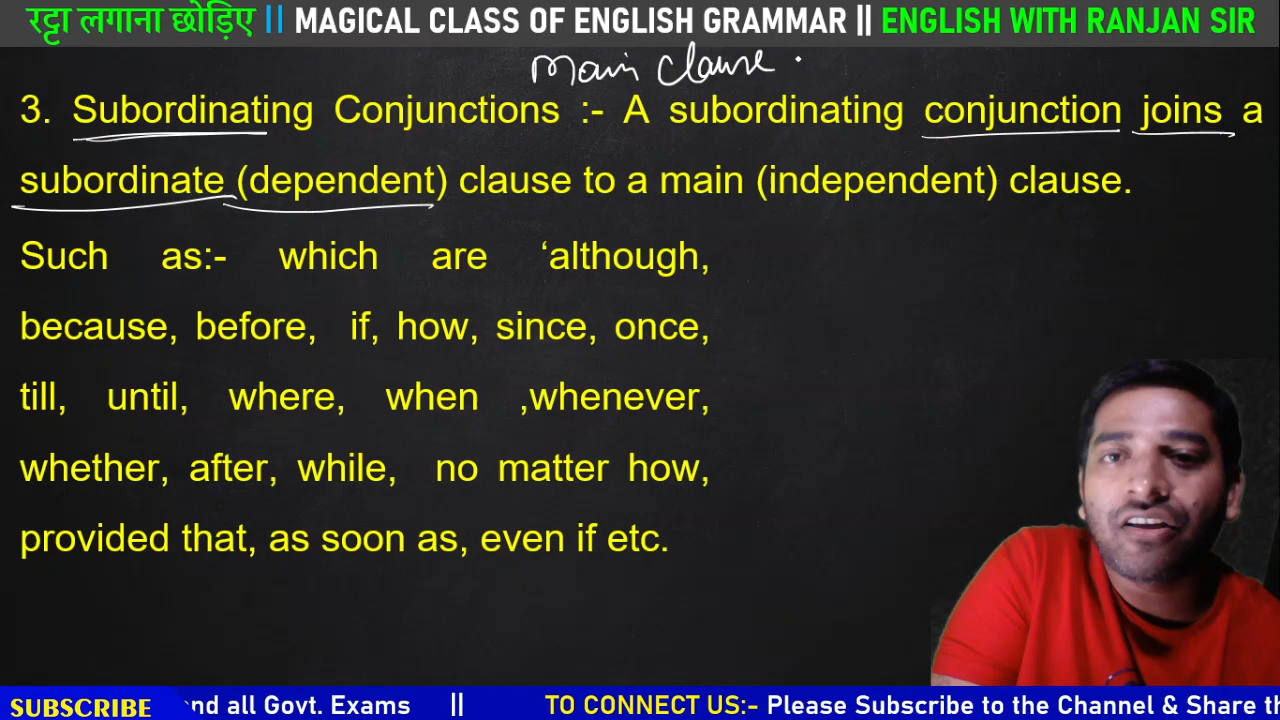 रट्टा लगाना छोड़िए || MAGICAL CLASS OF ENGLISH GRAMMAR || ENGLISH WITH RANJAN SIR
Main Clause .
3. Subordinating Conjunctions :- A subordinating conjunction joins a
subordinate (dependent) clause to a main (independent) clause.
Such as:- which are ‘although,
because, before, if, how, since, once,
till, until, where, when ,whenever,
whether, after, while, no matter how,
provided that, as soon as, even if etc.
SUBSCRIBE nd all Govt. Exams || TO CONNECT US:- Please Subscribe to the Channel & Share th